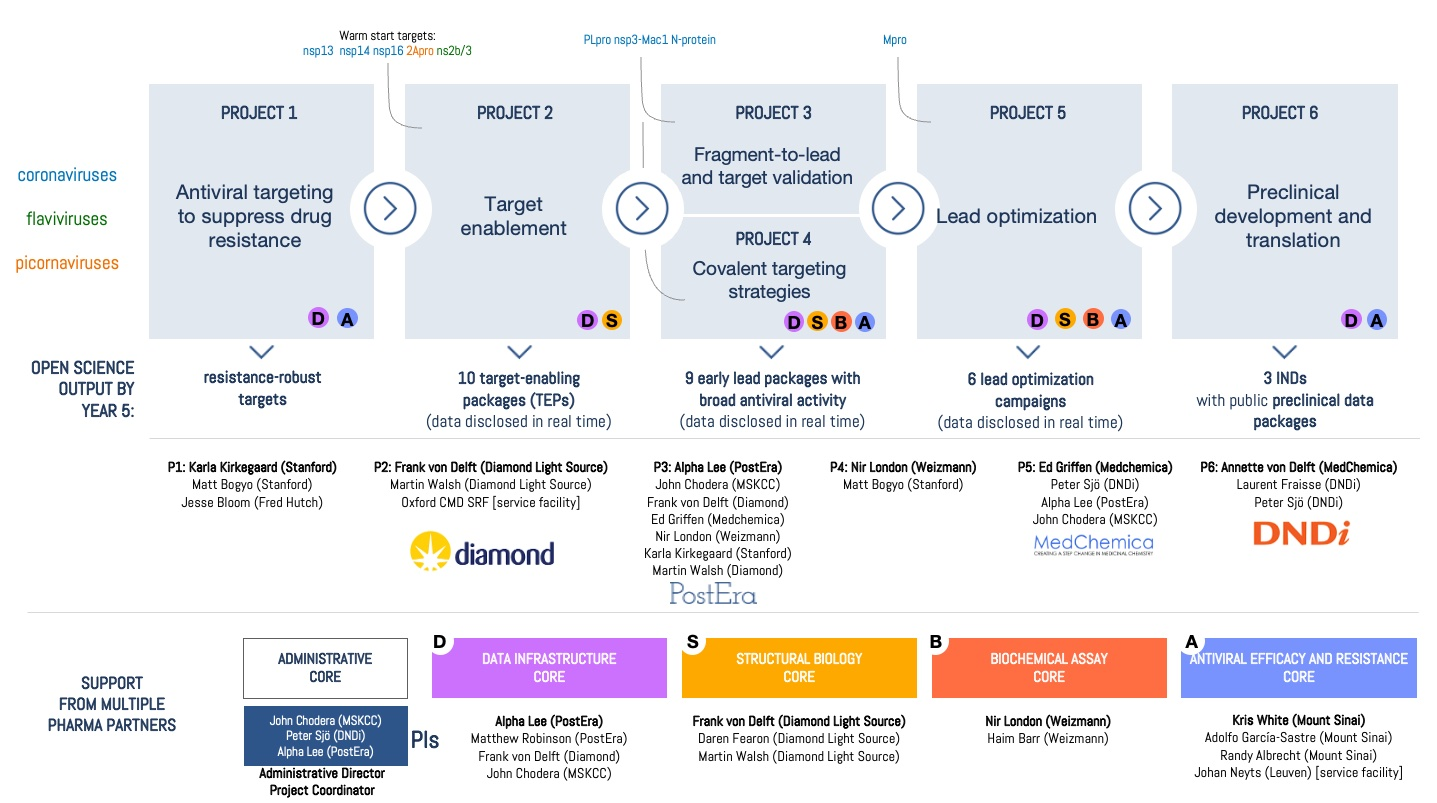 Warm start targets:
nsp13 nsp14 nsp16 2Apro ns2b/3
PLpro nsp3-Mac1 N-protein
Mpro
coronaviruses
flaviviruses
picornaviruses
PROJECT 1
Antiviral targeting
to suppress drug
resistance
D A
PROJECT 2
Target
enablement
D S
PROJECT 3
Fragment-to-lead
and target validation
PROJECT 4
Covalent targeting
strategies
D S B A
PROJECT 5
Lead optimization
D S B A
PROJECT 6
Preclinical
development and
translation
D A
OPEN SCIENCE
OUTPUT BY
YEAR 5:
resistance-robust
targets
10 target-enabling
packages (TEPs)
(data disclosed in real time)
9 early lead packages with
broad antiviral activity
(data disclosed in real time)
6 lead optimization
campaigns
(data disclosed in real time)
3 INDs
with public preclinical data
packages
P1: Karla Kirkegaard (Stanford)
Matt Bogyo (Stanford)
Jesse Bloom (Fred Hutch)
P2: Frank von Delft (Diamond Light Source)
Martin Walsh (Diamond Light Source)
Oxford CMD SRF [service facility]
diamond
P3: Alpha Lee (PostEra)
John Chodera (MSKCC)
Frank von Delft (Diamond)
Ed Griffen (Medchemica)
Nir London (Weizmann)
Karla Kirkegaard (Stanford)
Martin Walsh (Diamond)
PostEra
P4: Nir London (Weizmann)
Matt Bogyo (Stanford)
P5: Ed Griffen (Medchemica)
Peter Sjö (DNDi)
Alpha Lee (PostEra)
John Chodera (MSKCC)
MedChemica
CREATING A STEP CHANGE IN MEDICINAL CHEMISTRY
P6: Annette von Delft (MedChemica)
Laurent Fraisse (DNDi)
Peter Sjö (DNDi)
DNDi
SUPPORT
FROM MULTIPLE
PHARMA PARTNERS
ADMINISTRATIVE
CORE
John Chodera (MSKCC)
Peter Sjö (DNDi)
Alpha Lee (PostEra)
PIs
Administrative Director
Project Coordinator
D
DATA INFRASTRUCTURE
CORE
Alpha Lee (PostEra)
Matthew Robinson (PostEra)
Frank von Delft (Diamond)
John Chodera (MSKCC)
S
STRUCTURAL BIOLOGY
CORE
Frank von Delft (Diamond Light Source)
Daren Fearon (Diamond Light Source)
Martin Walsh (Diamond Light Source)
B
BIOCHEMICAL ASSAY
CORE
Nir London (Weizmann)
Haim Barr (Weizmann)
A
ANTIVIRAL EFFICACY AND RESISTANCE
CORE
Kris White (Mount Sinai)
Adolfo García-Sastre (Mount Sinai)
Randy Albrecht (Mount Sinai)
Johan Neyts (Leuven) [service facility]